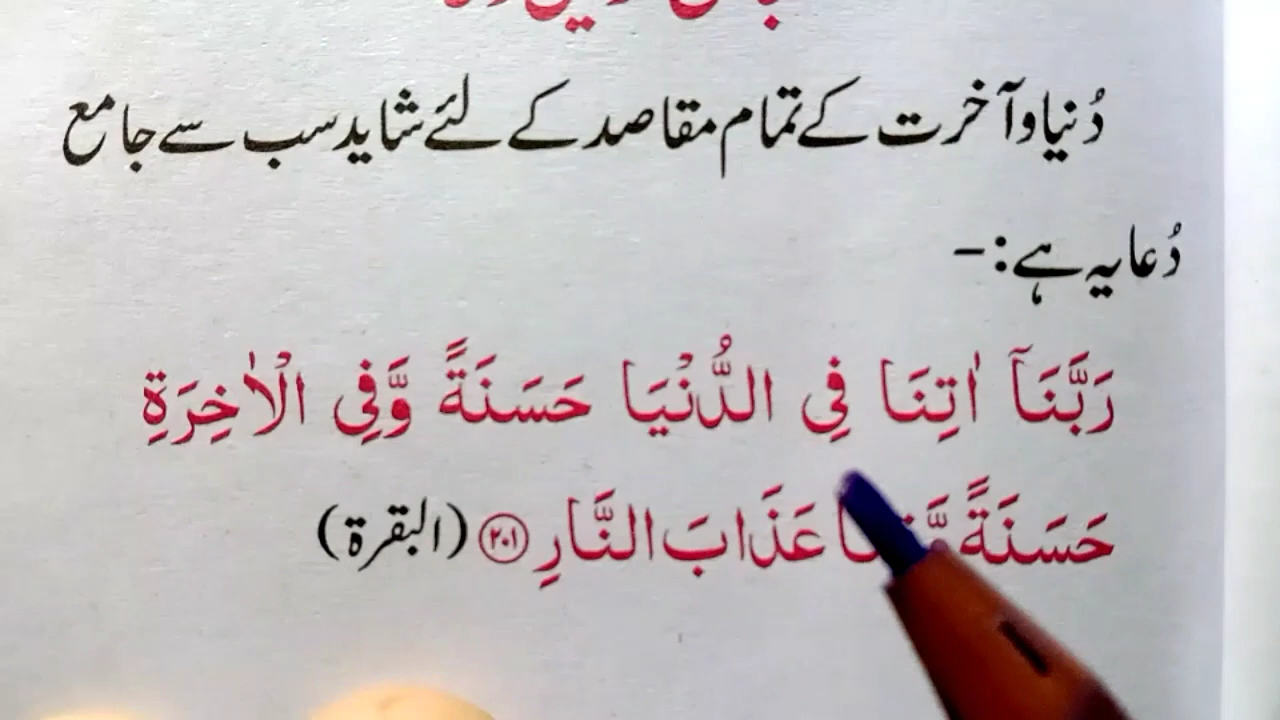 دُنیا و آخرت کے تمام مقاصد کے لئے شاید سب سے جامع
دُعا یہ ہے :-
رَبَّنَاۤ اٰتِنَا فِی الدُّنْیَا حَسَنَةً وَّفِی الْاٰخِرَةِ
حَسَنَةً عَذَابَ النَّارِ ﴿۲۰۱﴾ (البقرة)